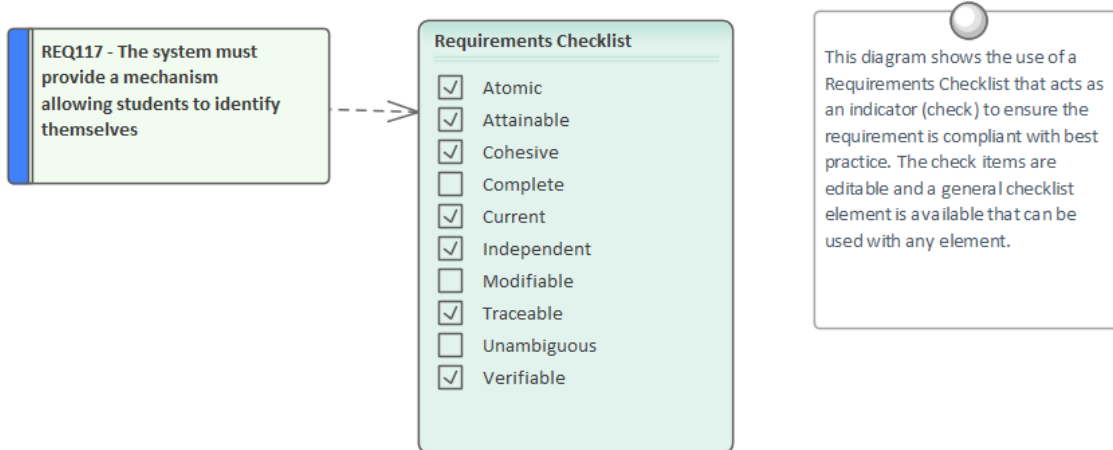 REQ117 - The system must
provide a mechanism
allowing students to identify
themselves
Requirements Checklist
Atomic
Attainable
Cohesive
Complete
Current
Independent
Modifiable
Traceable
Unambiguous
Verifiable
This diagram shows the use of a
Requirements Checklist that acts as
an indicator (check) to ensure the
requirement is compliant with best
practice. The check items are
editable and a general checklist
element is available that can be
used with any element.